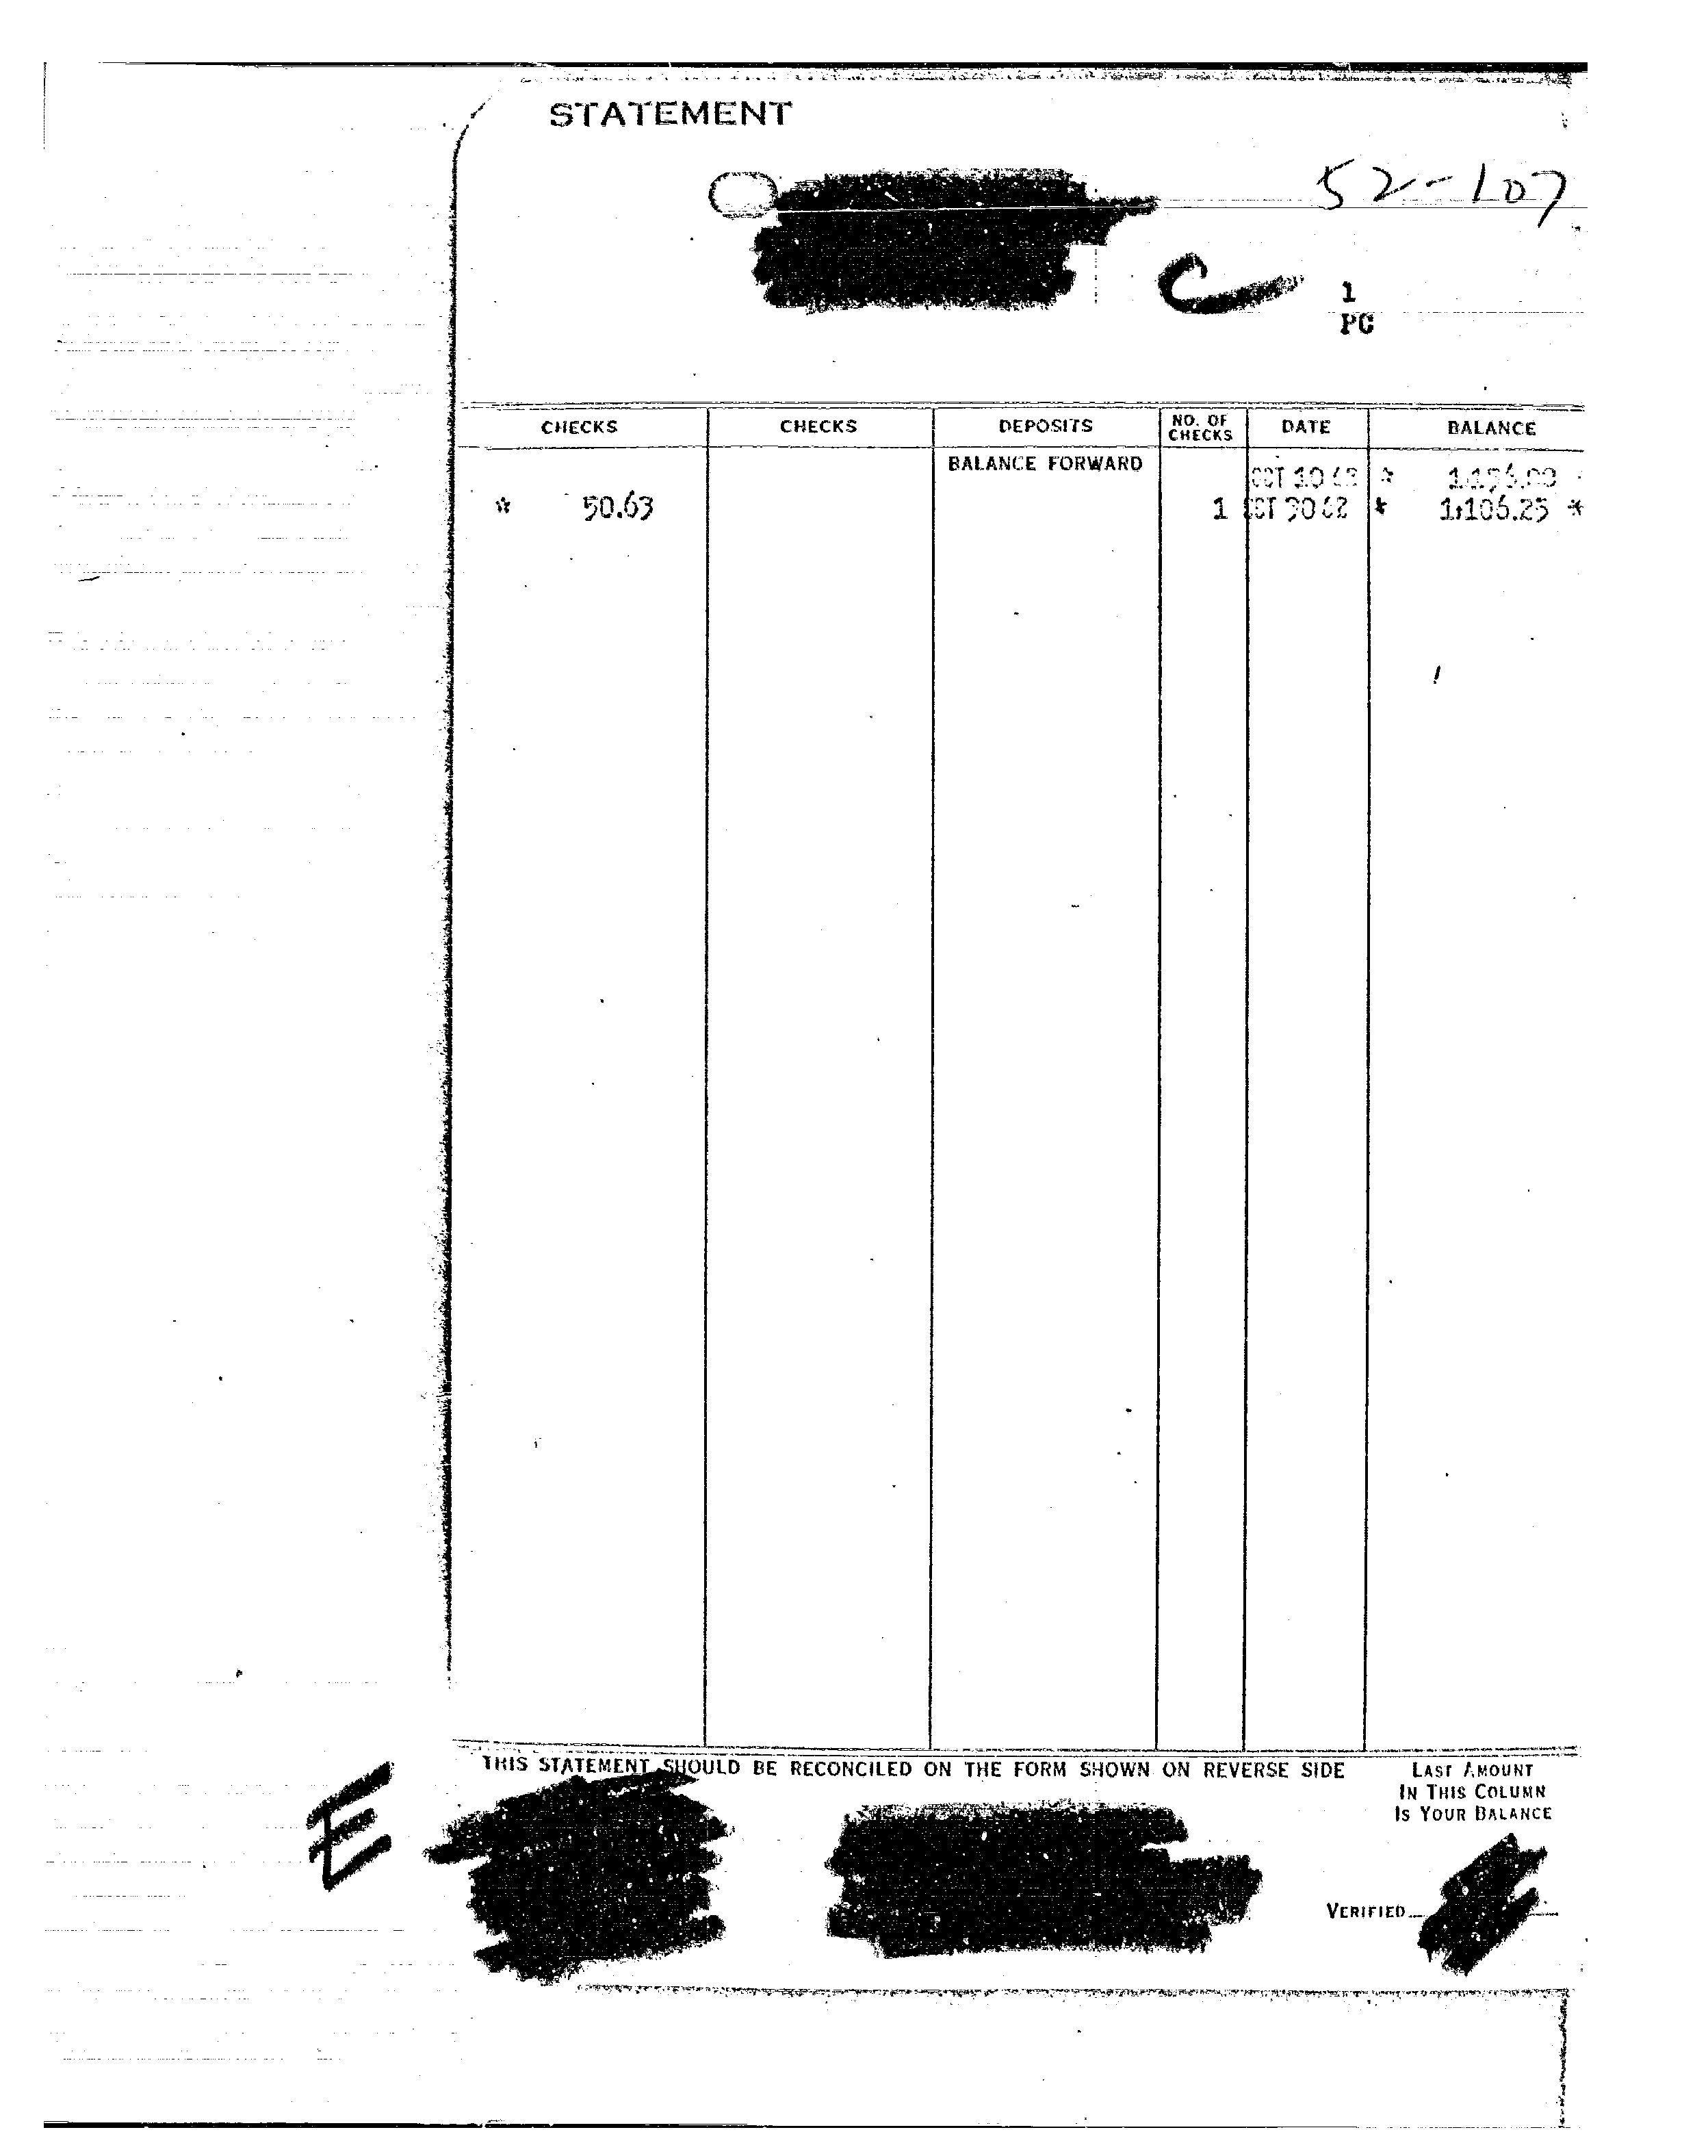 STATEMENT
52-107
C
1
PC
CHECKS CHECKS DEPOSITS NO. OF CHECKS DATE BALANCE
BALANCE FORWARD OCT 10 62 *
* 50.63 1 OCT 30 62 * 1,106.25 *
THIS STATEMENT SHOULD BE RECONCILED ON THE FORM SHOWN ON REVERSE SIDE
LAST AMOUNT
IN THIS COLUMN
IS YOUR BALANCE
E
VERIFIED